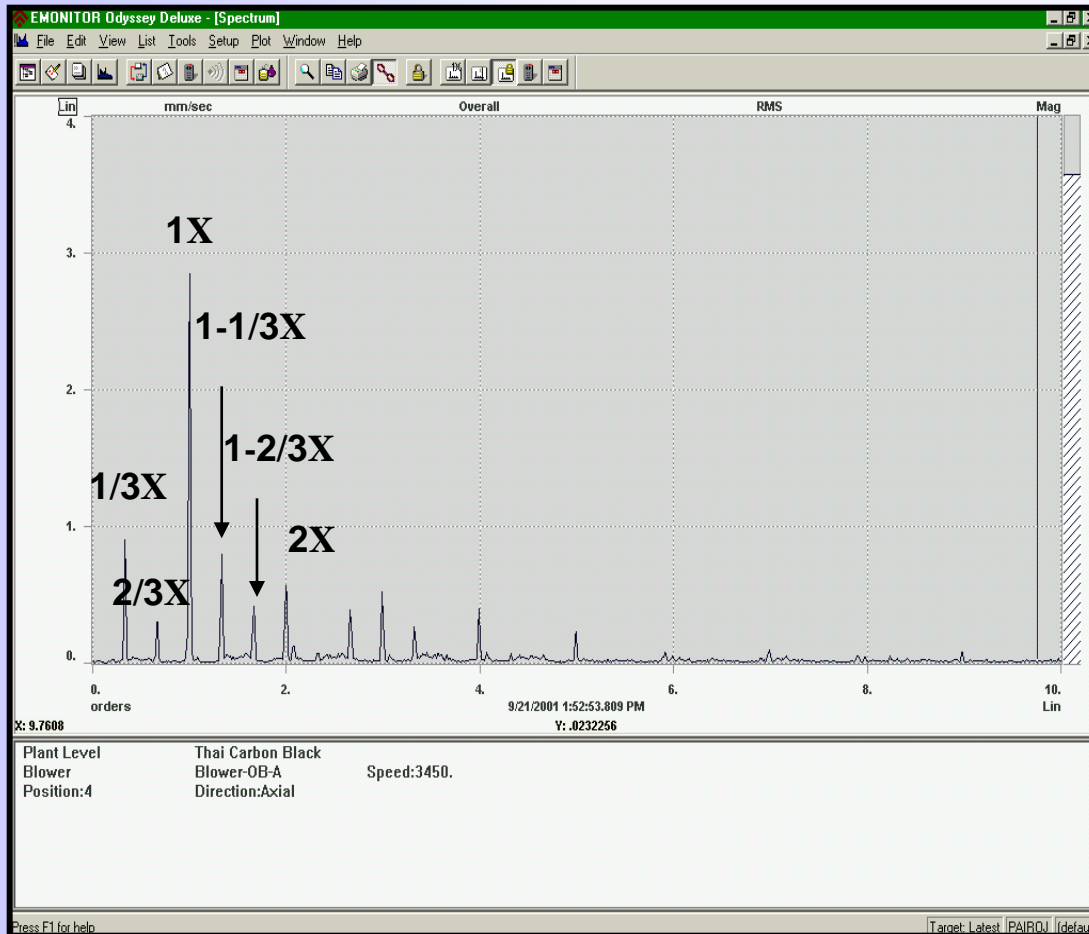 EMONITOR Odyssey Deluxe - [Spectrum]
File Edit View List Tools Setup Plot Window Help
Lin mm/sec Overall RMS Mag
4.
1X
3.
1-1/3X
2.
1-2/3X
1/3X
1.
2X
2/3X
0.
0. 2. 4. 6. 8. 10.
orders 9/21/2001 1:52:53.809 PM Lin
X: 9.7608 Y: .0232256
Plant Level Thai Carbon Black
Blower Blower-OB-A Speed:3450.
Position:4 Direction:Axial
Press F1 for help Target: Latest PAIROJ (defau